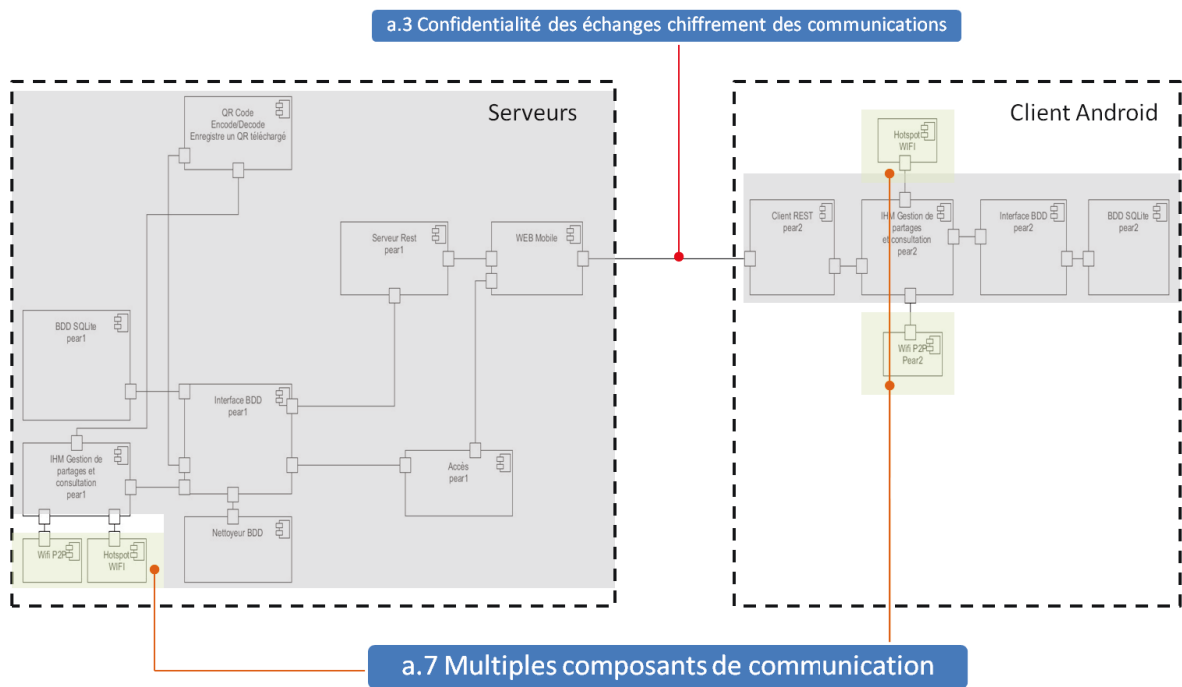 a.3 Confidentialité des échanges chiffrement des communications
Serveurs
Client Android
QR Code
Encode/Decode
Enregistre un QR téléchargé
Hotspot
WIFI
Serveur Rest
pear1
WEB Mobile
Client REST
pear2
IHM Gestion de
partages
et consultation
pear2
Interface BDD
pear2
BDD SQLite
pear2
BDD SQLite
pear1
Wifi P2P
Pear2
Interface BDD
pear1
IHM Gestion de
partages et
consultation
pear1
Accès
pear1
Nettoyeur BDD
Wifi P2P
Hotspot
WIFI
a.7 Multiples composants de communication